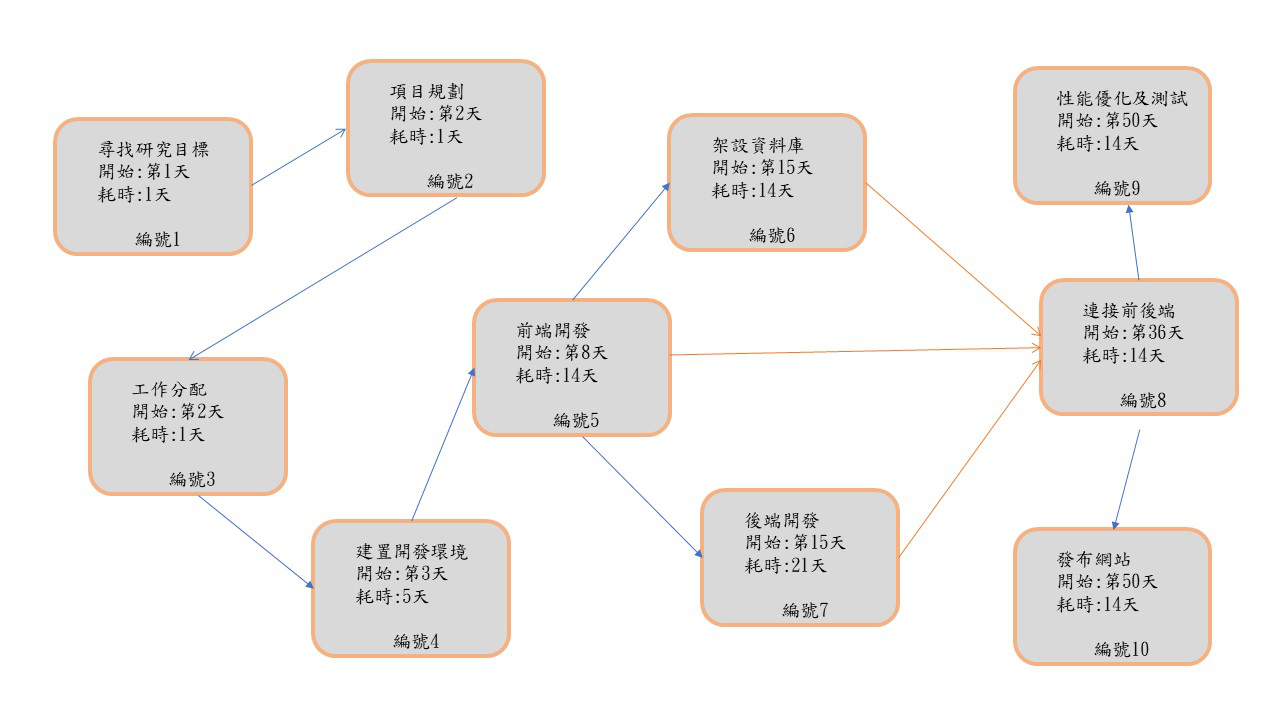 尋找研究目標
開始:第1天
耗時:1天
編號1
項目規劃
開始:第2天
耗時:1天
編號2
工作分配
開始:第2天
耗時:1天
編號3
建置開發環境
開始:第3天
耗時:5天
編號4
前端開發
開始:第8天
耗時:14天
編號5
架設資料庫
開始:第15天
耗時:14天
編號6
後端開發
開始:第15天
耗時:21天
編號7
連接前後端
開始:第36天
耗時:14天
編號8
性能優化及測試
開始:第50天
耗時:14天
編號9
發布網站
開始:第50天
耗時:14天
編號10